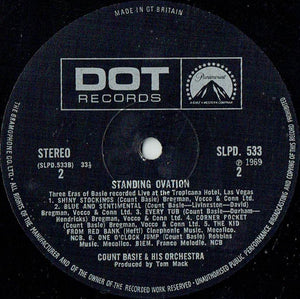 MADE IN GT BRITAIN
DOT
RECORDS
Paramount
A GULF + WESTERN COMPANY
STEREO
(SLPD.533B) 33⅓
2
SLPD. 533
℗ 1969
2
STANDING OVATION
Three Eras of Basie recorded Live at the Tropicana Hotel, Las Vegas
1. SHINY STOCKINGS (Count Basie) Bregman, Vocco & Conn Ltd.
2. BLUE AND SENTIMENTAL (Count Basie—Livingston—David)
Bregman, Vocco & Conn Ltd. 3. EVERY TUB (Count Basie—Durham—
Hendricks) Bregman, Vocco & Conn Ltd. 4. CORNER POCKET
(Count Basie) Bregman, Vocco & Conn Ltd. 5. THE KID
FROM RED BANK (Hefti) Cinephonic Music. Mecolico.
NCB. 6. ONE O'CLOCK JUMP (Count Basie) Robbins
Music. Mecolico. BIEM. Franco Melodie. NCB
COUNT BASIE & HIS ORCHESTRA
Produced by Tom Mack
THE GRAMOPHONE CO. LTD. ALL RIGHTS OF THE MANUFACTURER AND OF THE OWNER OF THE RECORDED WORK RESERVED · UNAUTHORISED PUBLIC PERFORMANCE BROADCASTING AND COPYING OF THIS RECORD PROHIBITED